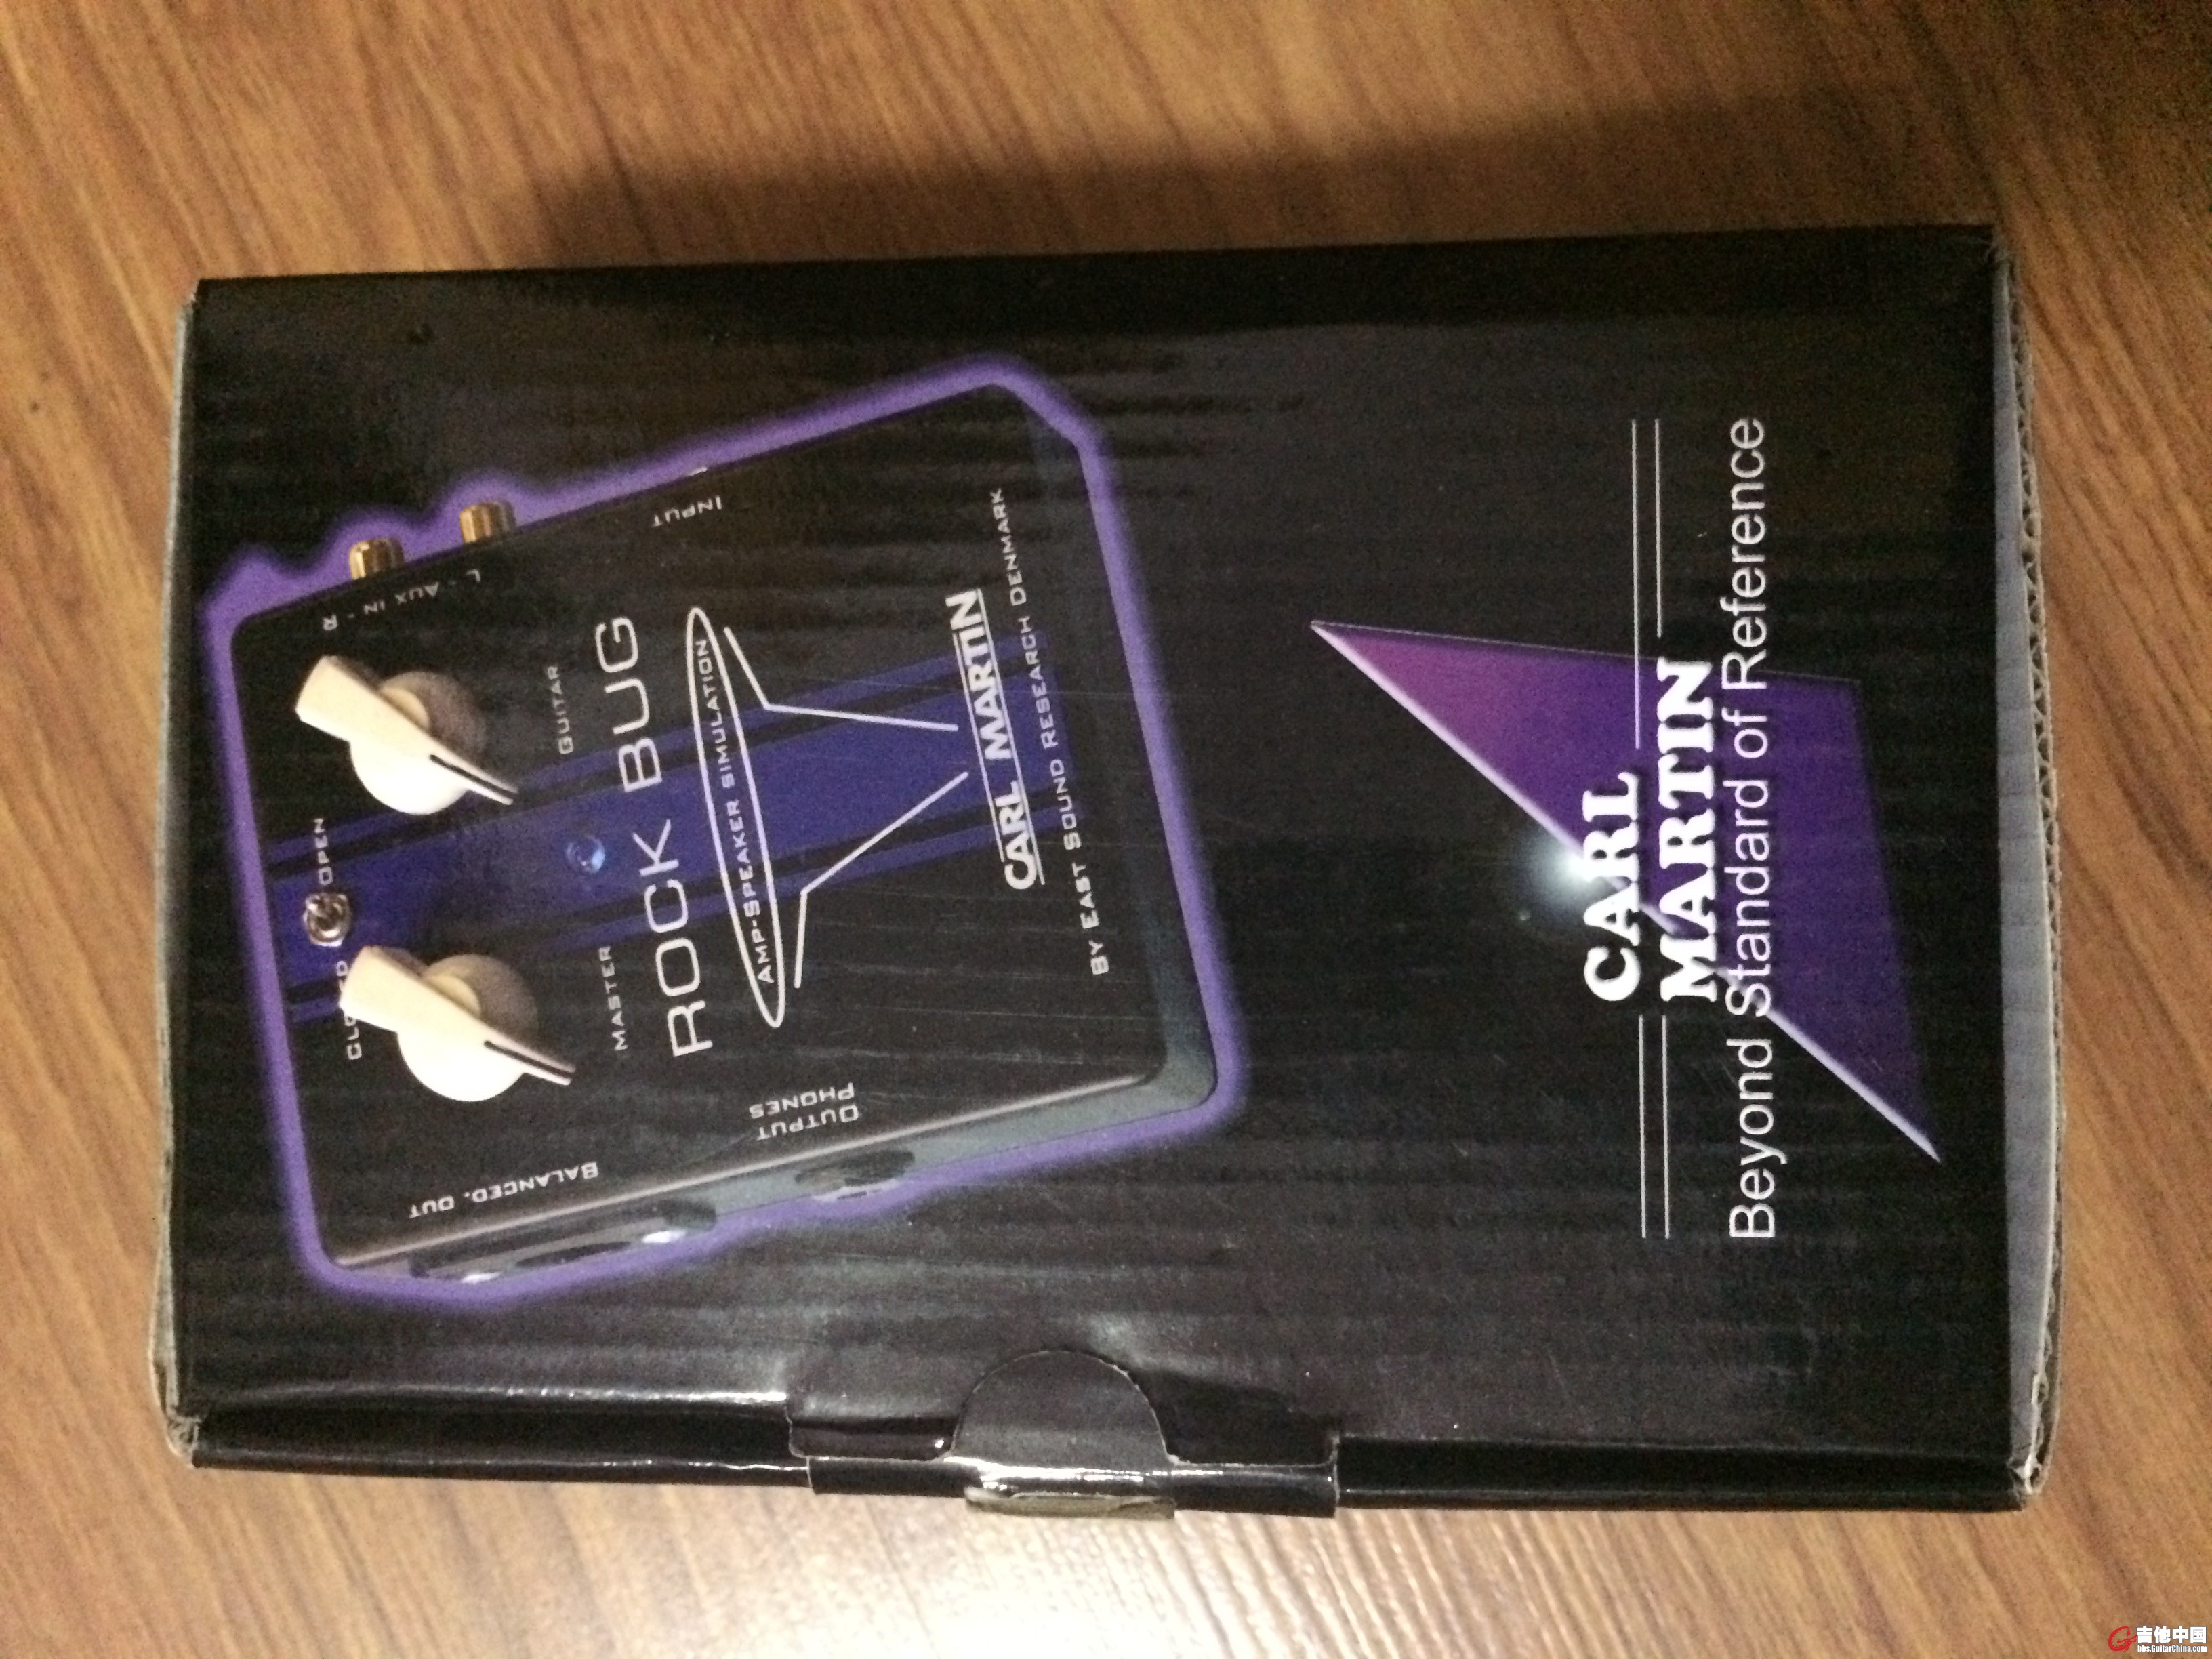 CLOSED OPEN
R - AUX IN - L
INPUT
MASTER
GUITAR
ROCK BUG
AMP-SPEAKER SIMULATION
CARL MARTIN
BY EAST SOUND RESEARCH DENMARK
BALANCED. OUT
OUTPUT
PHONES
CARL
MARTIN
Beyond Standard of Reference
吉他中国
bbs.GuitarChina.com